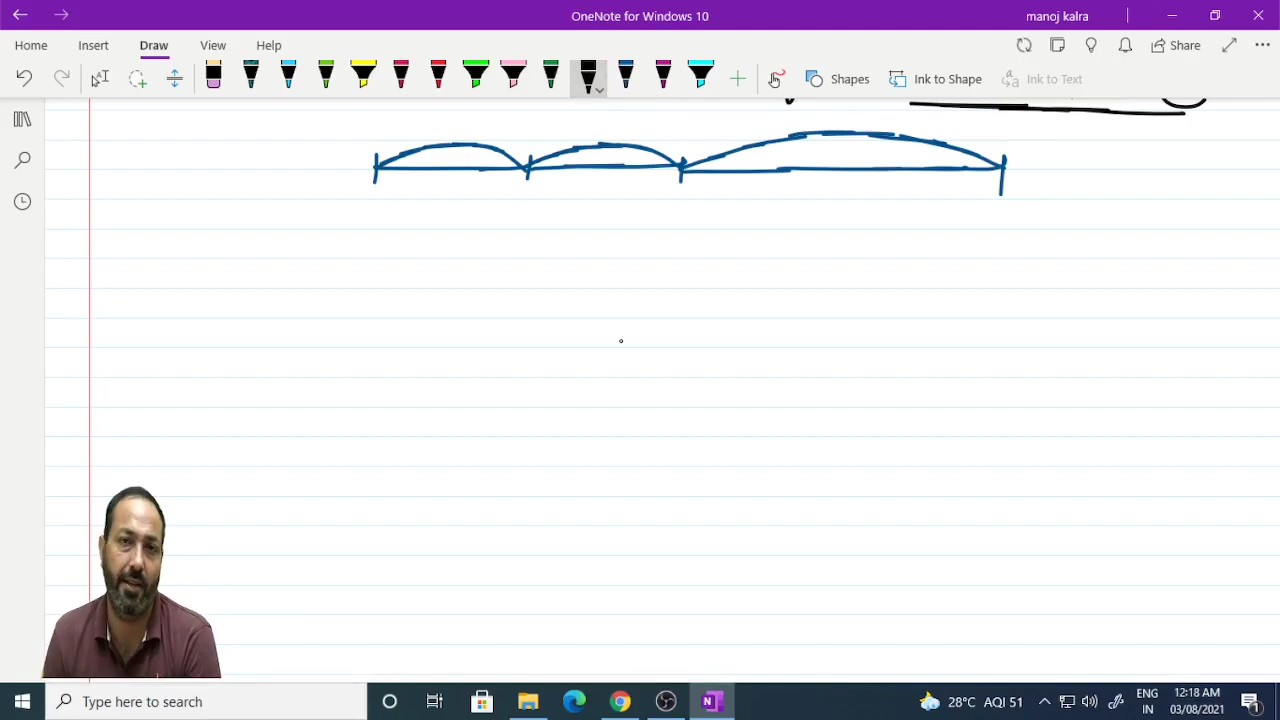 OneNote for Windows 10
manoj kalra
Home Insert Draw View Help
Share
Shapes
Ink to Shape
Ink to Text
Type here to search
28°C AQI 51
ENG
IN
12:18 AM
03/08/2021
1